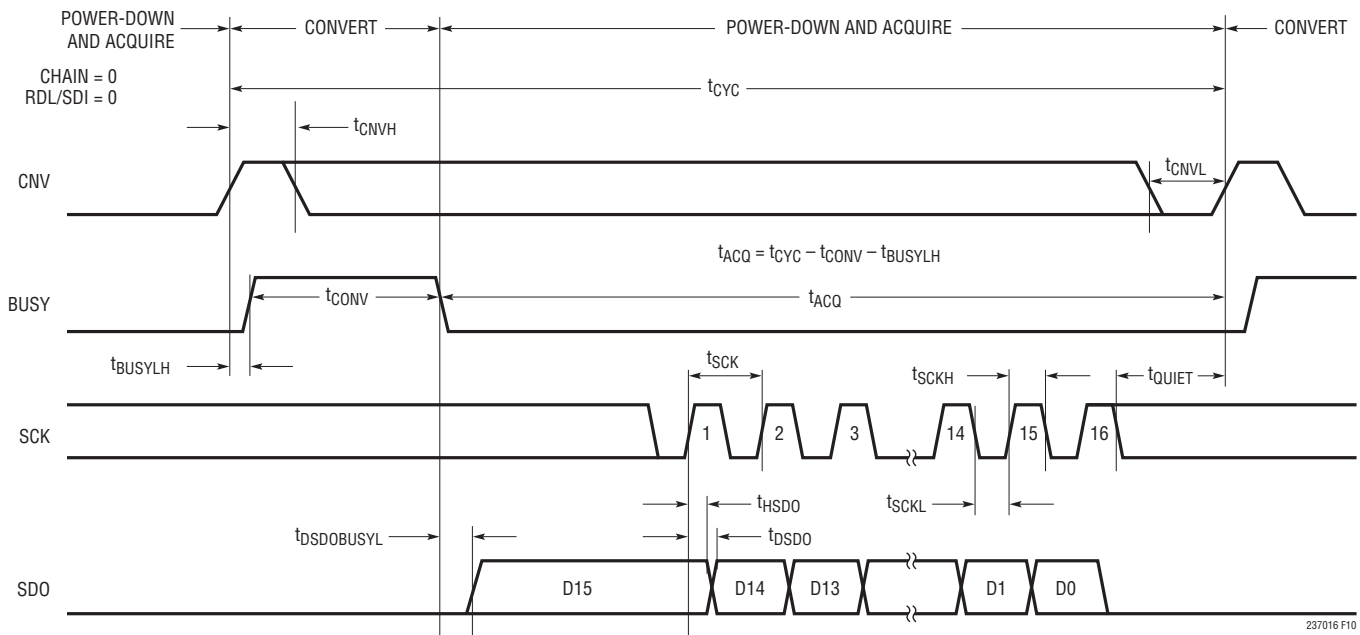 POWER-DOWN
AND ACQUIRE
CONVERT
POWER-DOWN AND ACQUIRE
CONVERT
CHAIN = 0
RDL/SDI = 0
tCYC
tCNVH
CNV
tCNVL
tACQ = tCYC – tCONV – tBUSYLH
BUSY
tCONV
tACQ
tBUSYLH
tSCK
tSCKH
tQUIET
SCK
1
2
3
14
15
16
tHSDO
tSCKL
tDSDOBUSYL
tDSDO
SDO
D15
D14
D13
D1
D0
237016 F10